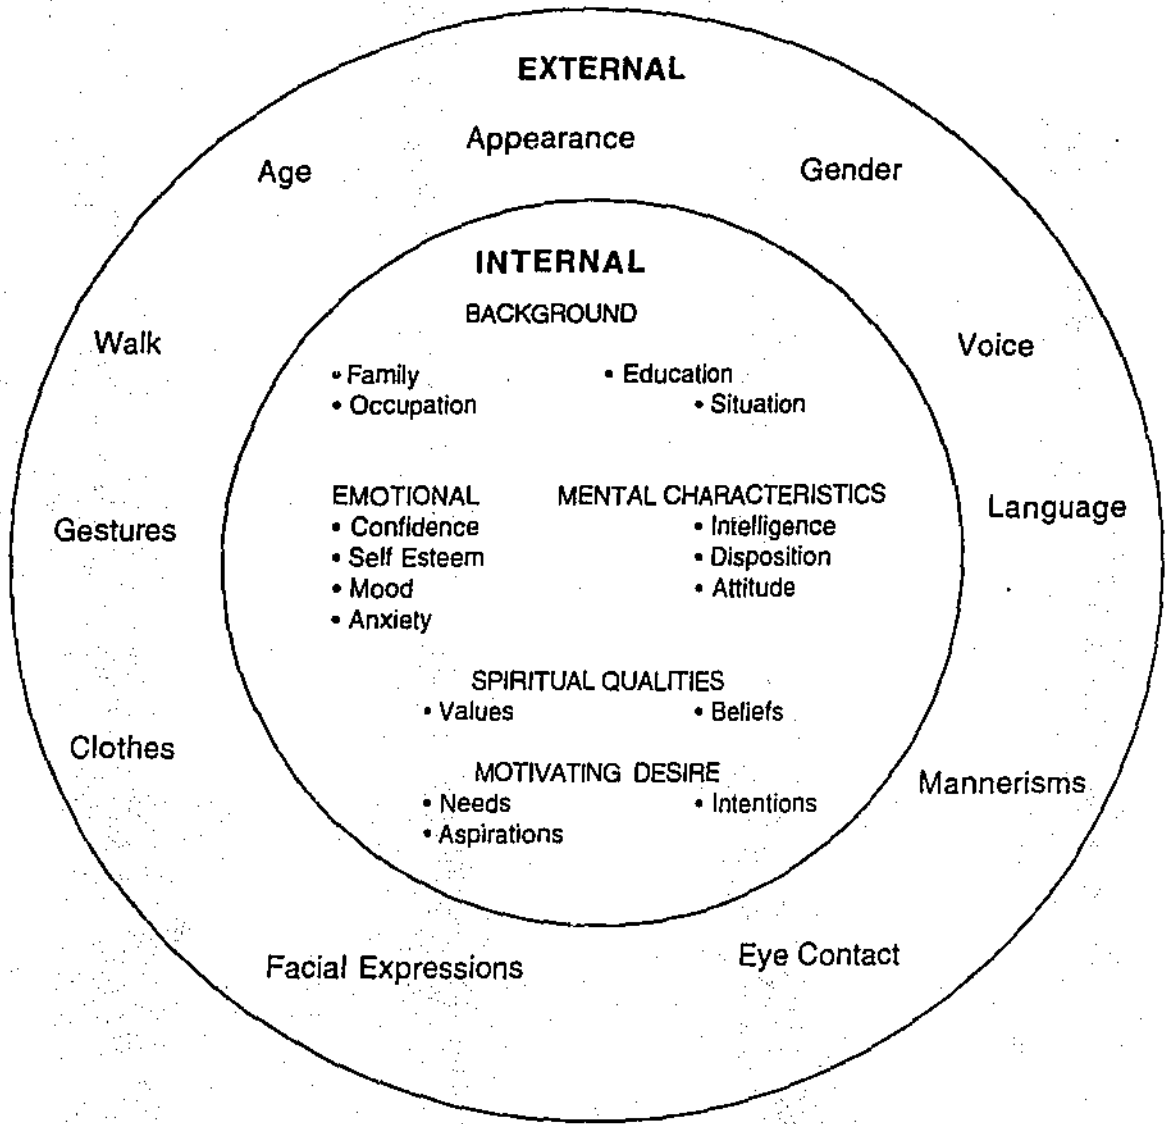 EXTERNAL
Appearance
Age
Gender
INTERNAL
BACKGROUND
Walk
Voice
• Family • Education
• Occupation • Situation
EMOTIONAL MENTAL CHARACTERISTICS
Language
Gestures
• Confidence • Intelligence
• Self Esteem • Disposition
• Mood • Attitude
• Anxiety
SPIRITUAL QUALITIES
• Values • Beliefs
Clothes
MOTIVATING DESIRE
Mannerisms
• Needs • Intentions
• Aspirations
Facial Expressions
Eye Contact